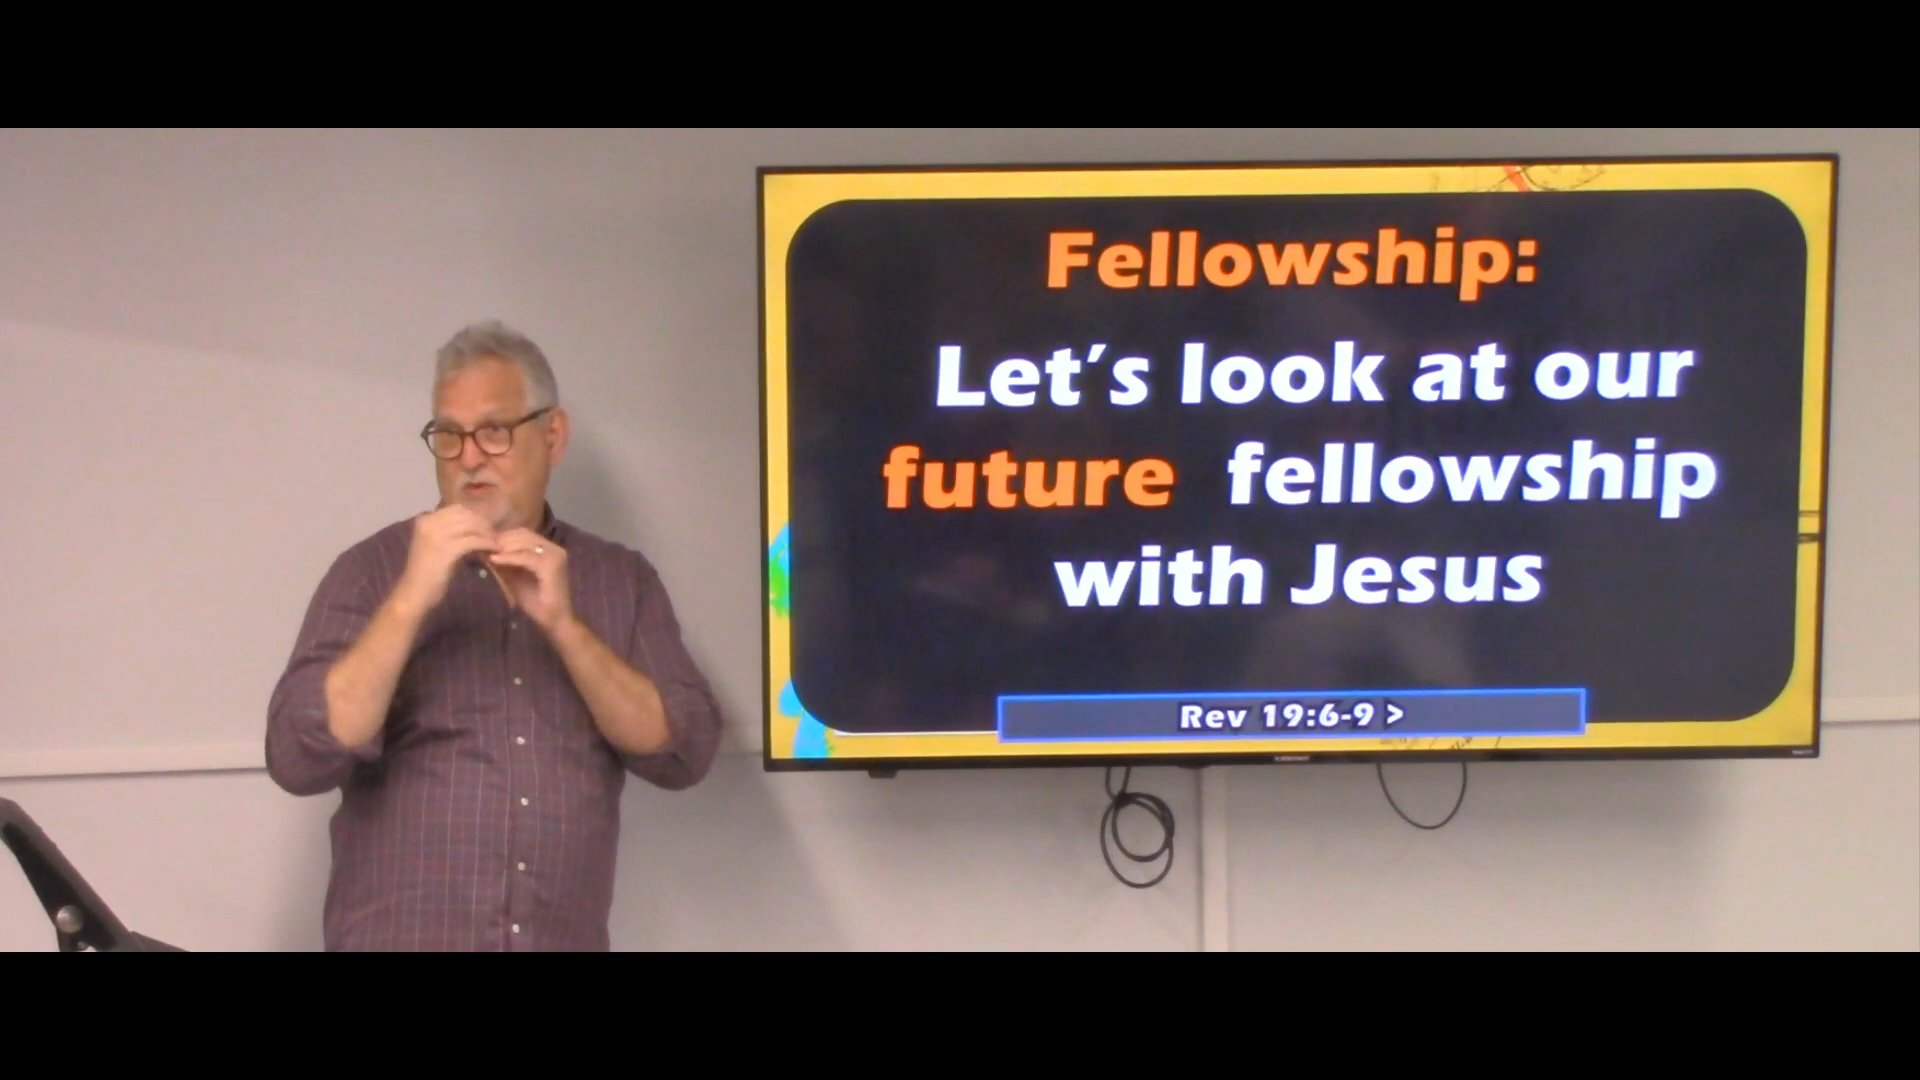 Fellowship:
Let's look at our
future fellowship
with Jesus
Rev 19:6-9 >